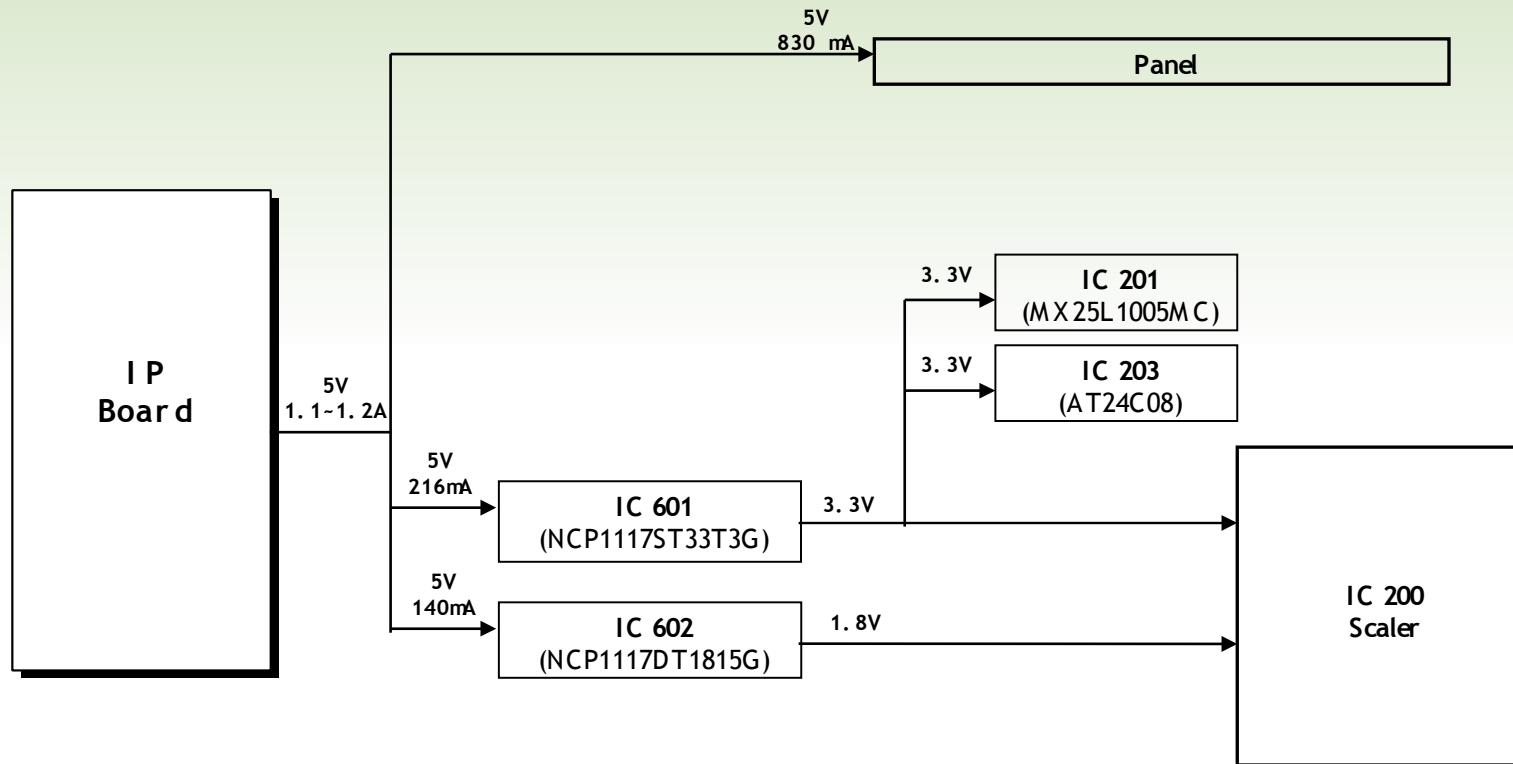 5V
830 mA
Panel
3.3V
IC 201
(MX25L1005MC)
3.3V
IC 203
(AT24C08)
IP
Board
5V
1.1~1.2A
5V
216mA
IC 601
(NCP1117ST33T3G)
3.3V
5V
140mA
IC 602
(NCP1117DT1815G)
1.8V
IC 200
Scaler